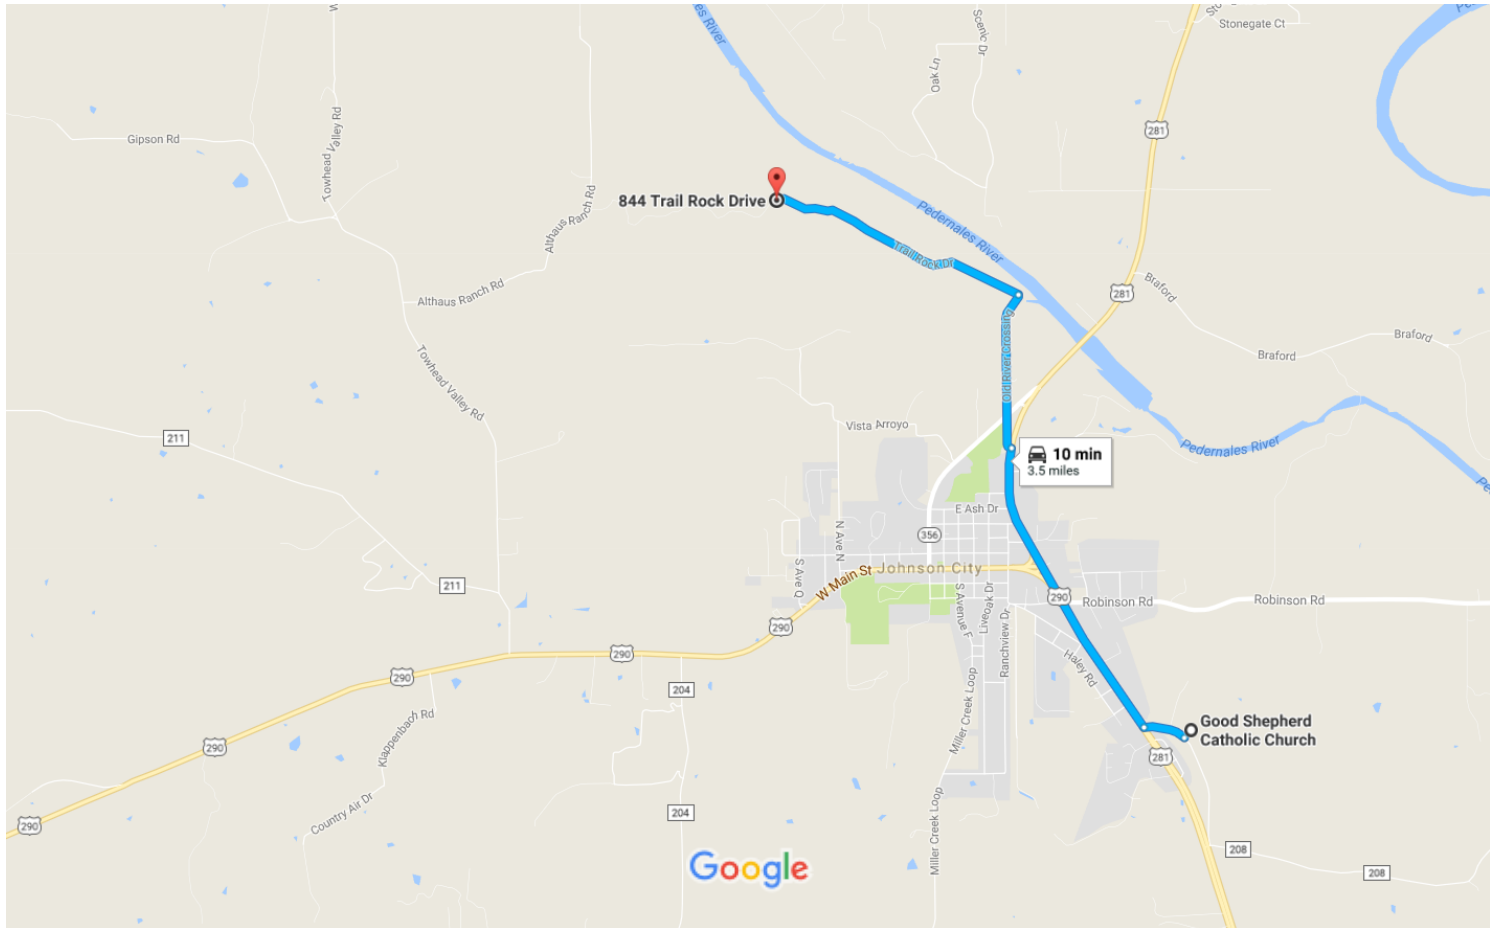 Pedernales River
Scenic Dr
Stonegate Ct
Oak Ln
281
Gipson Rd
Towhead
Valley Rd
844 Trail Rock Drive
Althaus Ranch Rd
Pedernales River
Trail Rock Dr
281
Braford
Althaus Ranch Rd
Old River Crossing
Braford
Braford
Towhead Valley Rd
Vista Arroyo
211
Pedernales River
10 min
3.5 miles
E Ash Dr
N Ave N
356
S Ave Q
W Main St
Johnson City
211
290
Robinson Rd
Robinson Rd
S Avenue F
Liveoak Dr
Ranchview Dr
290
290
290
Haley Rd
204
Miller Creek Loop
Klappenbach Rd
Good Shepherd
Catholic Church
290
281
Country Air Dr
204
290
Miller Creek Loop
208
208
Google